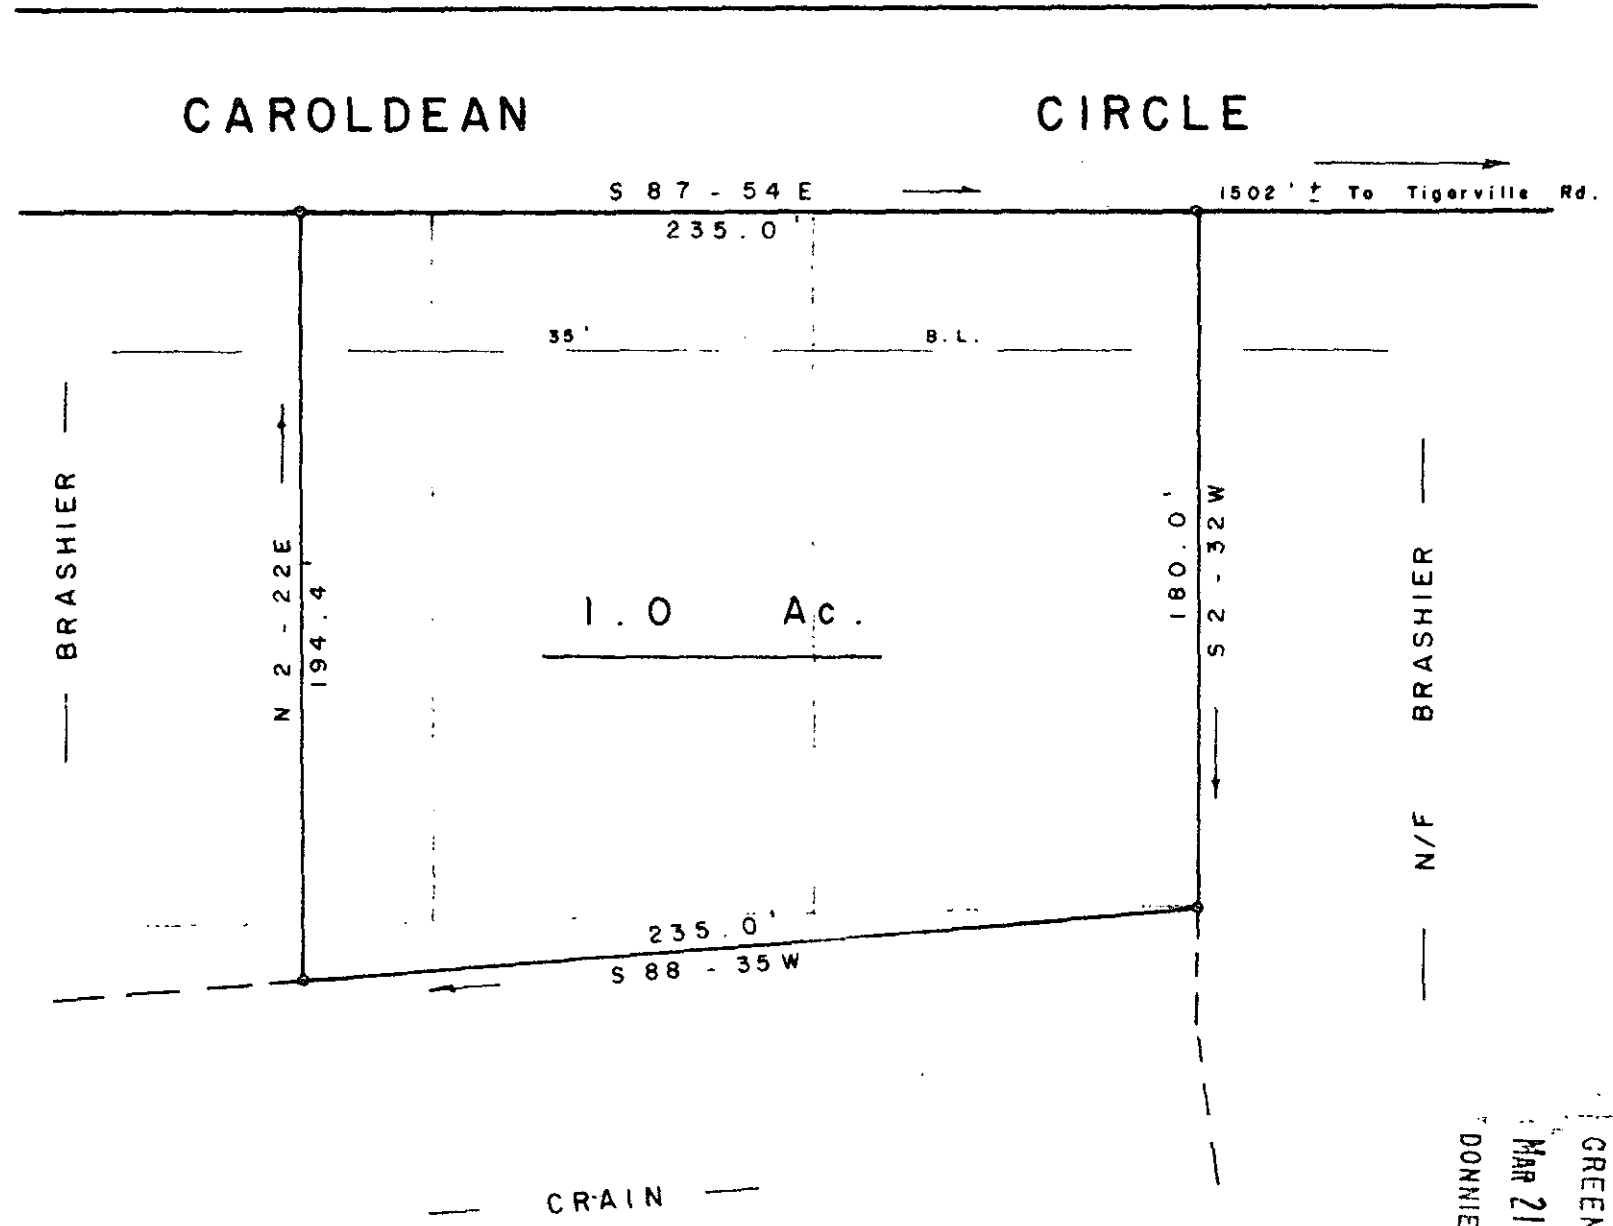 CAROLDEAN CIRCLE
S 87 - 54 E
1502' ± To Tigerville Rd.
235.0'
35' B.L.
BRASHIER
N 2 - 22 E
194.4'
1.0 Ac.
180.0'
S 2 - 32 W
N/F BRASHIER
235.0'
S 88 - 35 W
CRAIN
MAR 21
DONNIE